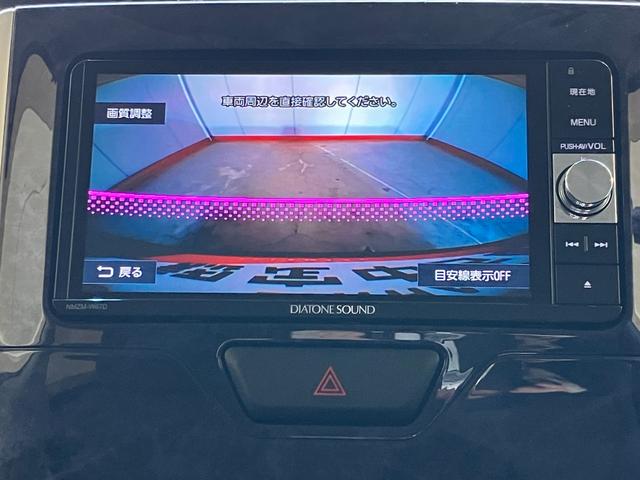 車両周辺を直接確認してください。
画質調整
戻る
目安線表示OFF
現在地
MENU
PUSH-AV VOL
NMZM-W67D
DIATONE SOUND